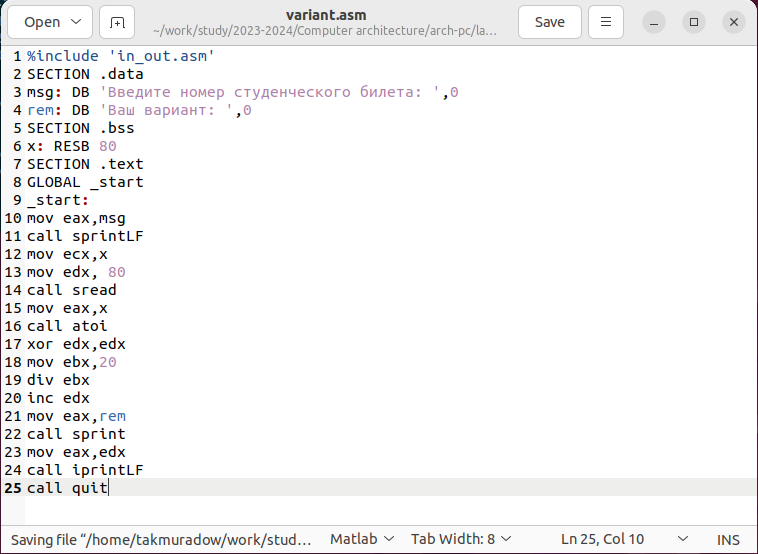 Open
variant.asm
~/work/study/2023-2024/Computer architecture/arch-pc/la...
Save
1 %include 'in_out.asm'
2 SECTION .data
3 msg: DB 'Введите номер студенческого билета: ',0
4 rem: DB 'Ваш вариант: ',0
5 SECTION .bss
6 x: RESB 80
7 SECTION .text
8 GLOBAL _start
9 _start:
10 mov eax,msg
11 call sprintLF
12 mov ecx,x
13 mov edx, 80
14 call sread
15 mov eax,x
16 call atoi
17 xor edx,edx
18 mov ebx,20
19 div ebx
20 inc edx
21 mov eax,rem
22 call sprint
23 mov eax,edx
24 call iprintLF
25 call quit
Saving file “/home/takmuradow/work/stud... Matlab Tab Width: 8 Ln 25, Col 10 INS